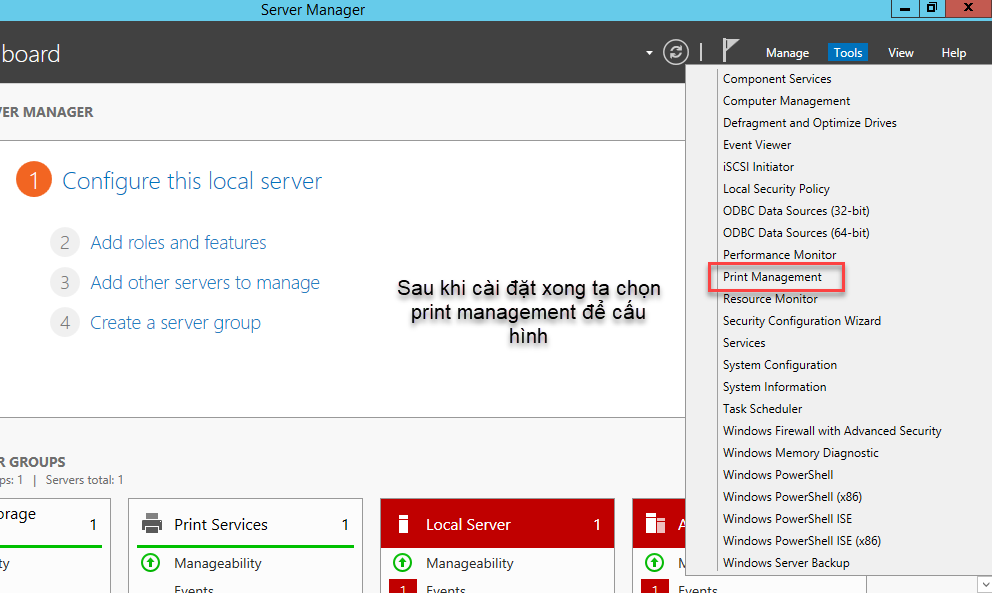 Server Manager
board
Manage
Tools
View
Help
ER MANAGER
1
Configure this local server
2
Add roles and features
3
Add other servers to manage
4
Create a server group
Sau khi cài đặt xong ta chọn
print management để cấu
hình
Component Services
Computer Management
Defragment and Optimize Drives
Event Viewer
iSCSI Initiator
Local Security Policy
ODBC Data Sources (32-bit)
ODBC Data Sources (64-bit)
Performance Monitor
Print Management
Resource Monitor
Security Configuration Wizard
Services
System Configuration
System Information
Task Scheduler
Windows Firewall with Advanced Security
Windows Memory Diagnostic
Windows PowerShell
Windows PowerShell (x86)
Windows PowerShell ISE
Windows PowerShell ISE (x86)
Windows Server Backup
R GROUPS
ps: 1 | Servers total: 1
orage 1
ty
Print Services 1
Manageability
Events
Local Server 1
Manageability
1 Events
A
M
1 Events